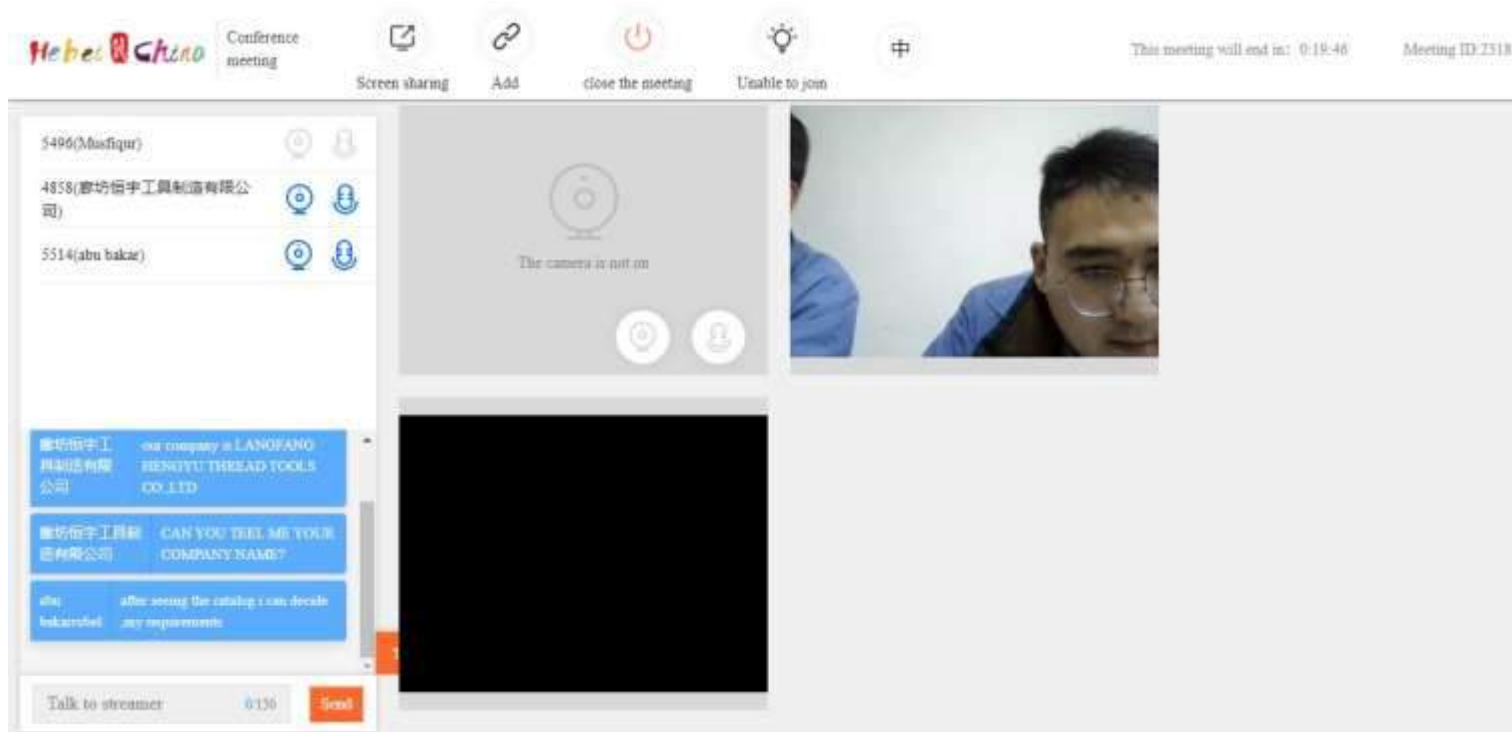 Hebei China
Conference
meeting
Screen sharing
Add
close the meeting
Unable to join
中
This meeting will end in: 0:19:46
Meeting ID:2318
5496(Musfiqur)
4858(廊坊恒宇工具制造有限公
司)
5514(abu bakar)
The camera is not on
廊坊恒宇工
具制造有限
公司
our company is LANGFANG
HENGYU THREAD TOOLS
CO.,LTD
廊坊恒宇工具制
造有限公司
CAN YOU TEEL ME YOUR
COMPANY NAME?
abu
after seeing the catalog i can decide
,my requirements
Talk to streamer
0/150
Send